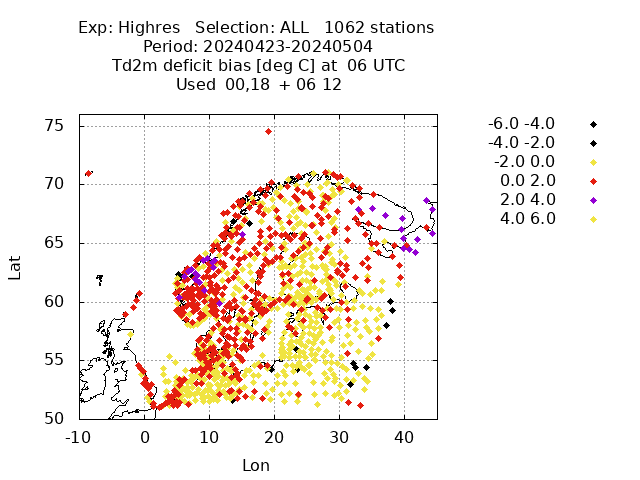 Exp: Highres   Selection: ALL   1062 stations
Period: 20240423-20240504
Td2m deficit bias [deg C] at  06 UTC
Used  00,18  + 06 12
-6.0 -4.0
-4.0 -2.0
-2.0 0.0
0.0 2.0
2.0 4.0
4.0 6.0
75
70
65
60
55
50
Lat
-10 0 10 20 30 40
Lon